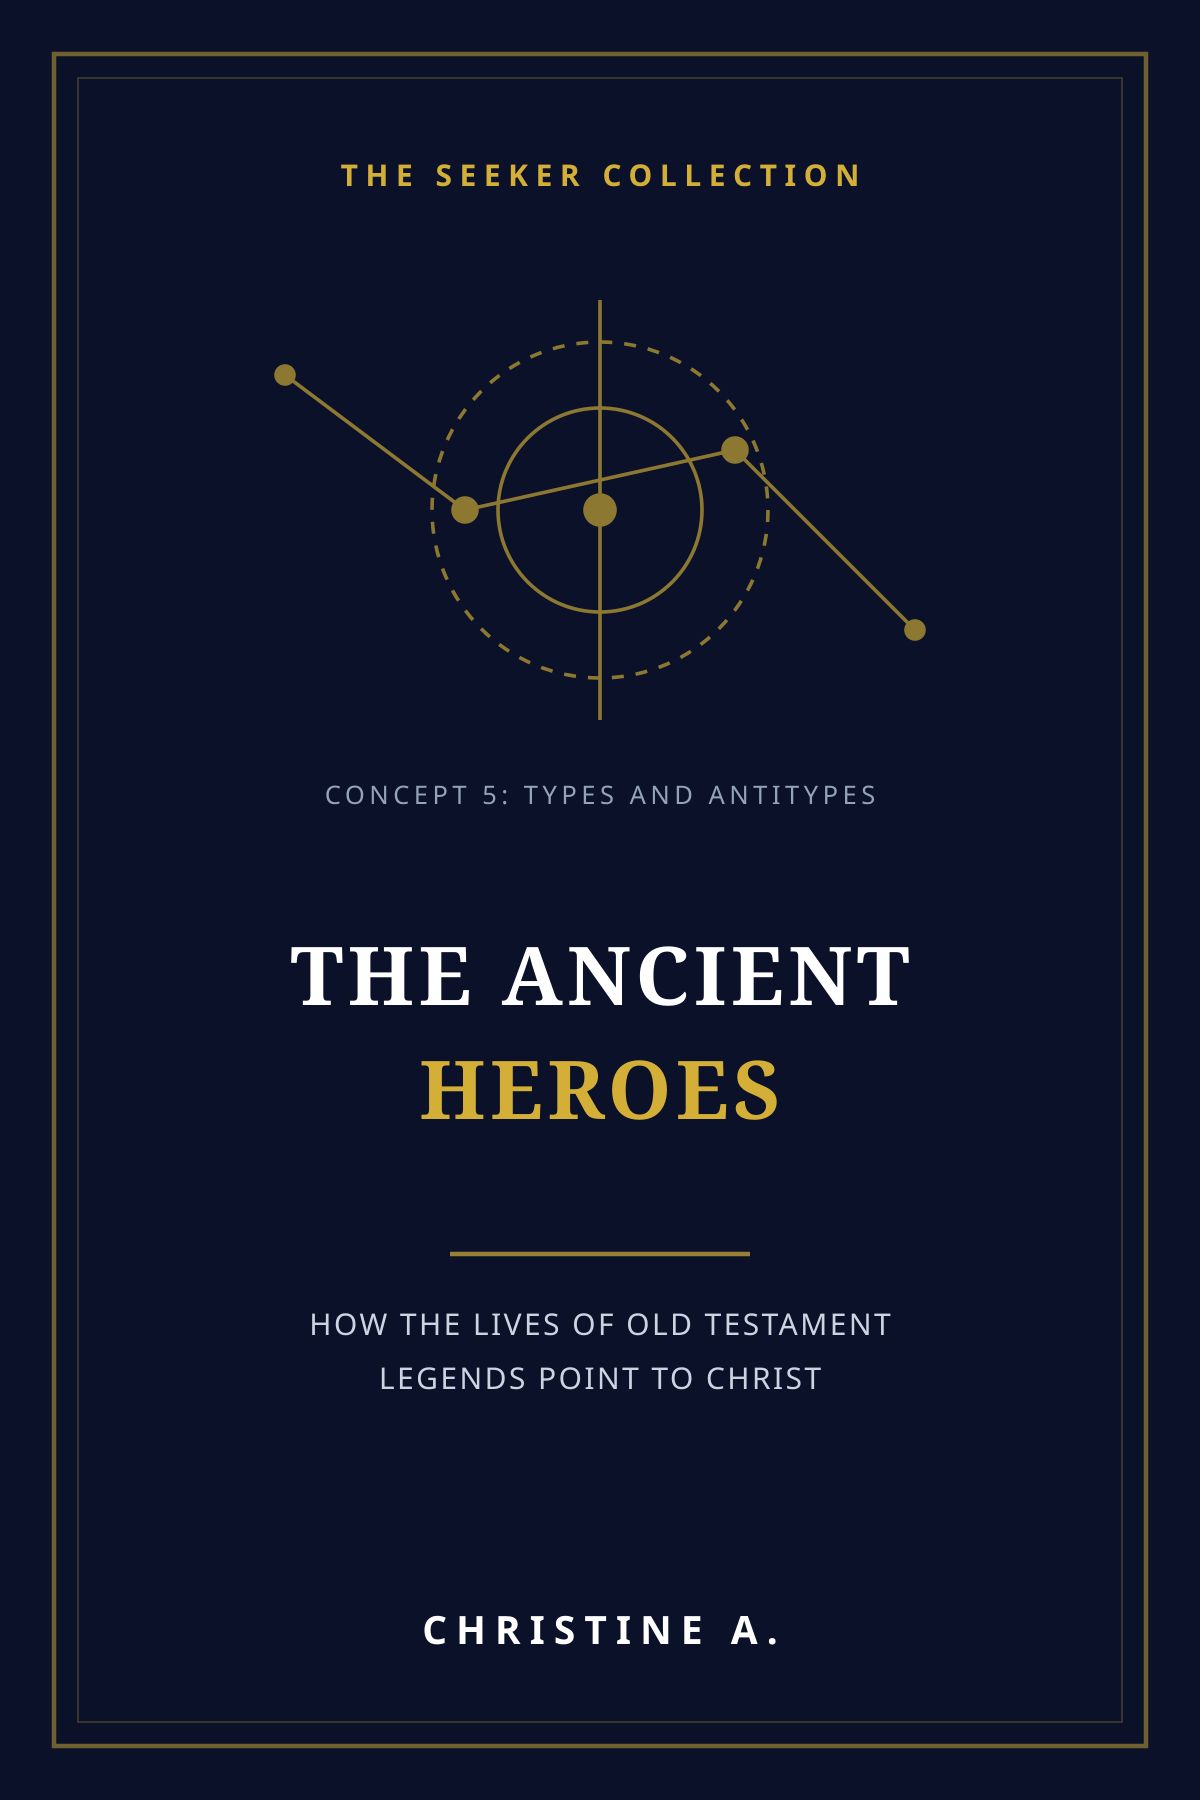 THE SEEKER COLLECTION
CONCEPT 5: TYPES AND ANTITYPES
THE ANCIENT
HEROES
HOW THE LIVES OF OLD TESTAMENT
LEGENDS POINT TO CHRIST
CHRISTINE A.